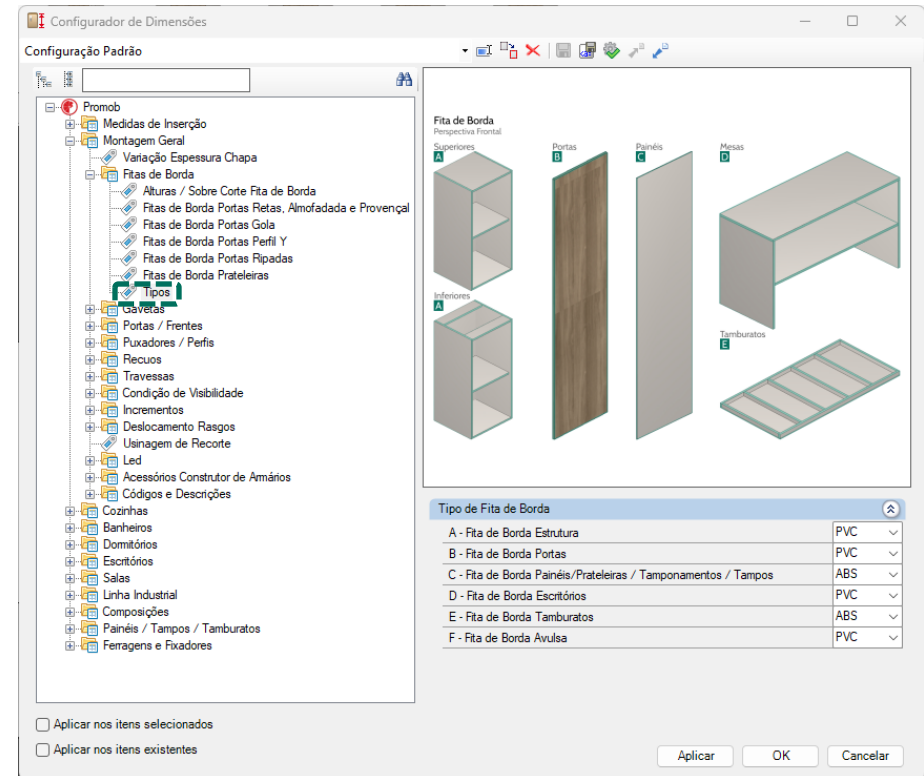 Configurador de Dimensões
Configuração Padrão
Promob
Medidas de Inserção
Montagem Geral
Variação Espessura Chapa
Fitas de Borda
Alturas / Sobre Corte Fita de Borda
Fitas de Borda Portas Retas, Almofadada e Provençal
Fitas de Borda Portas Gola
Fitas de Borda Portas Perfil Y
Fitas de Borda Portas Ripadas
Fitas de Borda Prateleiras
Tipos
Gavetas
Portas / Frentes
Puxadores / Perfis
Recuos
Travessas
Condição de Visibilidade
Incrementos
Deslocamento Rasgos
Usinagem de Recorte
Led
Acessórios Construtor de Armários
Códigos e Descrições
Cozinhas
Banheiros
Dormitórios
Escritórios
Salas
Linha Industrial
Composições
Painéis / Tampos / Tamburatos
Ferragens e Fixadores
Fita de Borda
Perspectiva Frontal
Superiores
A
Portas
B
Painéis
C
Mesas
D
Inferiores
A
Tamburatos
E
Tipo de Fita de Borda
A - Fita de Borda Estrutura PVC
B - Fita de Borda Portas PVC
C - Fita de Borda Painéis/Prateleiras / Tamponamentos / Tampos ABS
D - Fita de Borda Escritórios PVC
E - Fita de Borda Tamburatos ABS
F - Fita de Borda Avulsa PVC
Aplicar nos itens selecionados
Aplicar nos itens existentes
Aplicar OK Cancelar